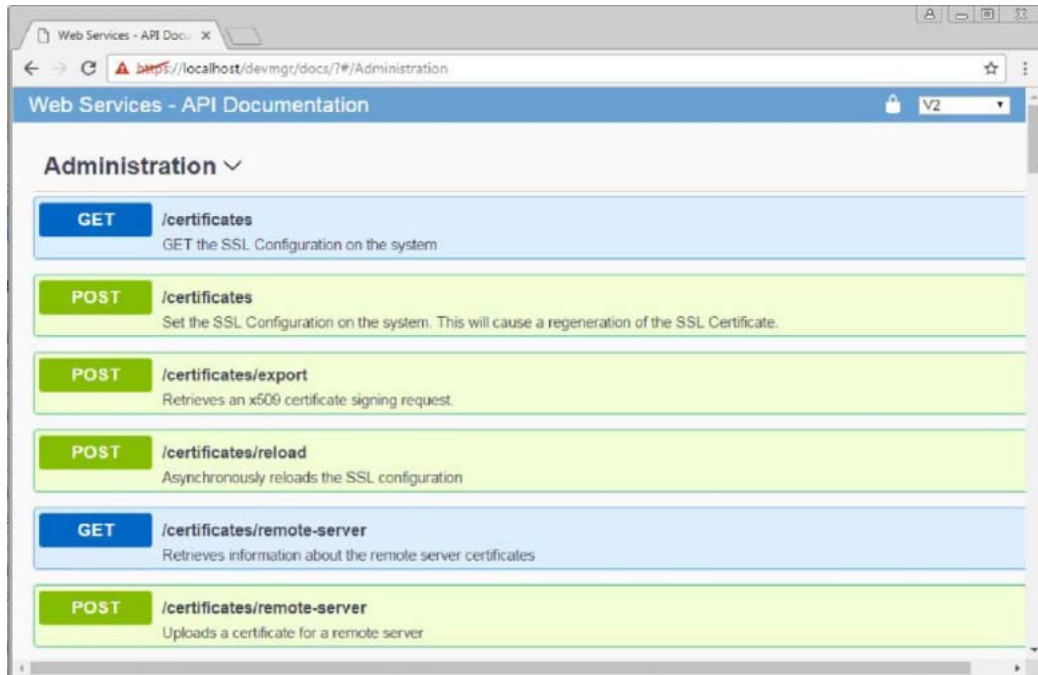 Web Services - API Doc
https://localhost/devmgr/docs/?#/Administration
Web Services - API Documentation
V2
Administration
GET
/certificates
GET the SSL Configuration on the system
POST
/certificates
Set the SSL Configuration on the system. This will cause a regeneration of the SSL Certificate.
POST
/certificates/export
Retrieves an x509 certificate signing request.
POST
/certificates/reload
Asynchronously reloads the SSL configuration
GET
/certificates/remote-server
Retrieves information about the remote server certificates
POST
/certificates/remote-server
Uploads a certificate for a remote server